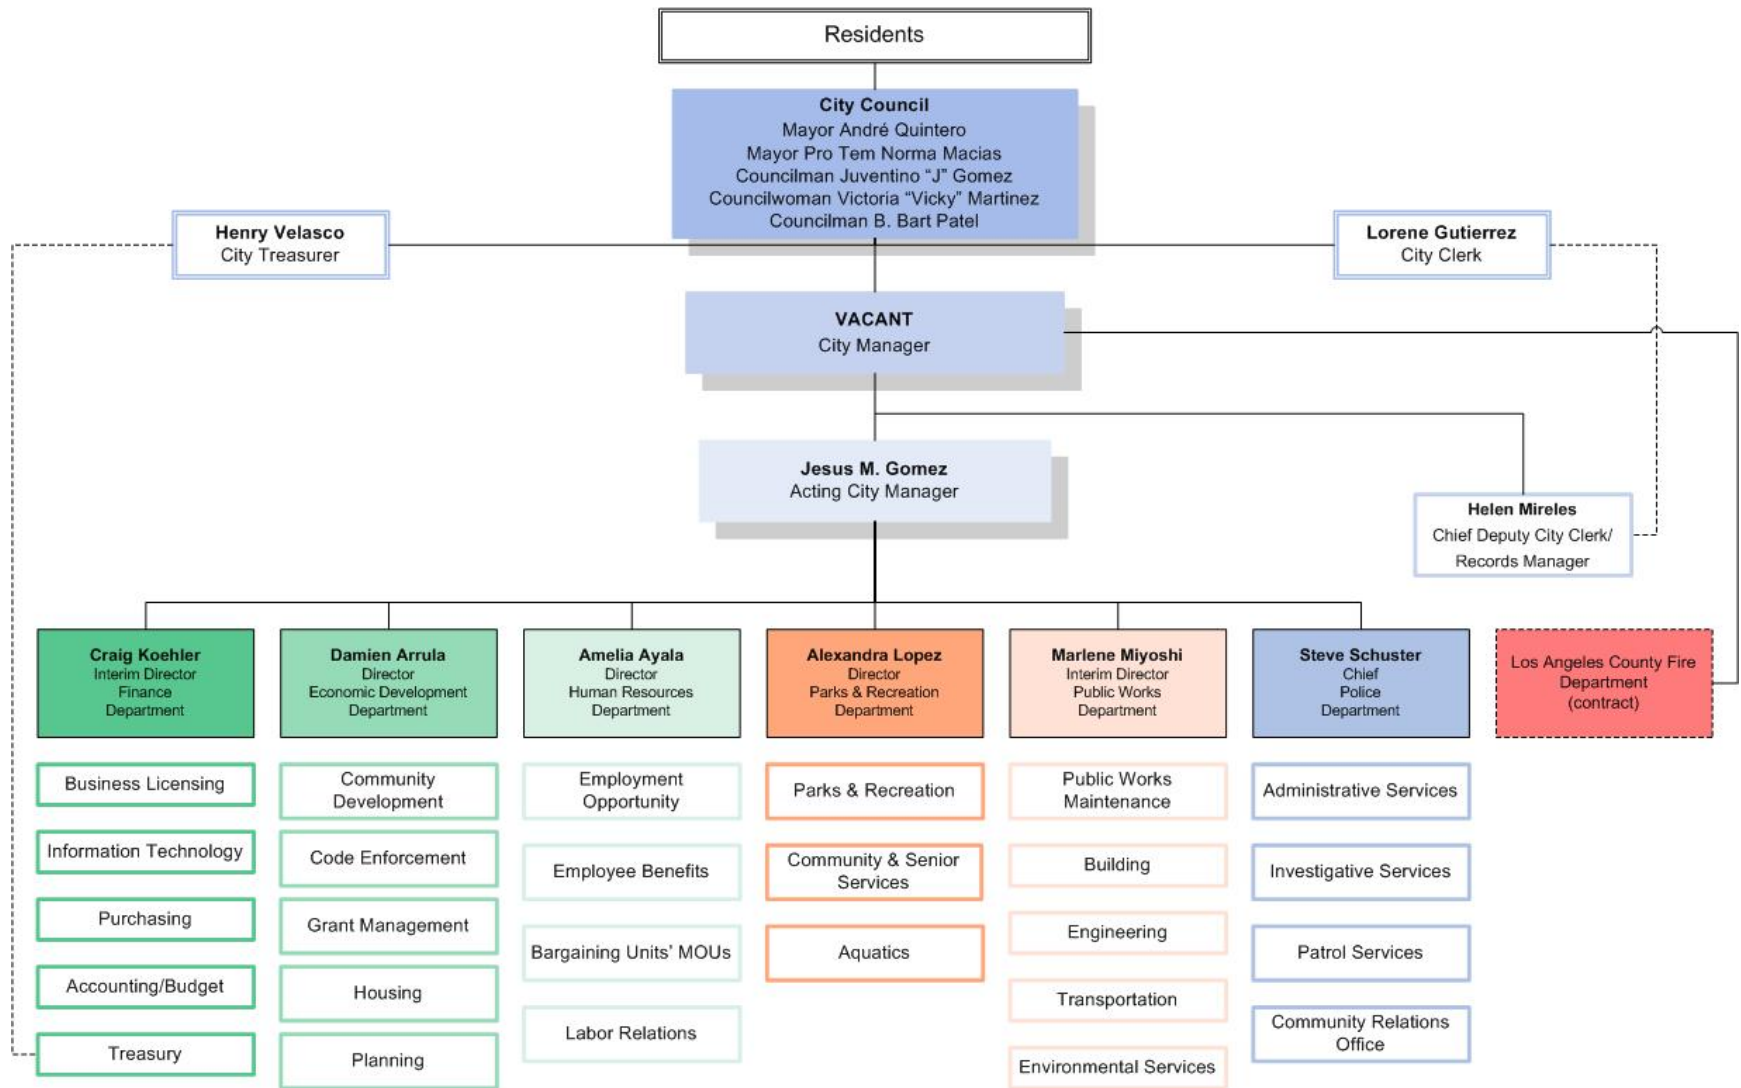 Residents
City Council
Mayor André Quintero
Mayor Pro Tem Norma Macias
Councilman Juventino “J” Gomez
Councilwoman Victoria “Vicky” Martinez
Councilman B. Bart Patel
Henry Velasco
City Treasurer
Lorene Gutierrez
City Clerk
VACANT
City Manager
Jesus M. Gomez
Acting City Manager
Helen Mireles
Chief Deputy City Clerk/
Records Manager
Craig Koehler
Interim Director
Finance
Department
Damien Arrula
Director
Economic Development
Department
Amelia Ayala
Director
Human Resources
Department
Alexandra Lopez
Director
Parks & Recreation
Department
Marlene Miyoshi
Interim Director
Public Works
Department
Steve Schuster
Chief
Police
Department
Los Angeles County Fire
Department
(contract)
Business Licensing
Information Technology
Purchasing
Accounting/Budget
Treasury
Community
Development
Code Enforcement
Grant Management
Housing
Planning
Employment
Opportunity
Employee Benefits
Bargaining Units’ MOUs
Labor Relations
Parks & Recreation
Community & Senior
Services
Aquatics
Public Works
Maintenance
Building
Engineering
Transportation
Environmental Services
Administrative Services
Investigative Services
Patrol Services
Community Relations
Office